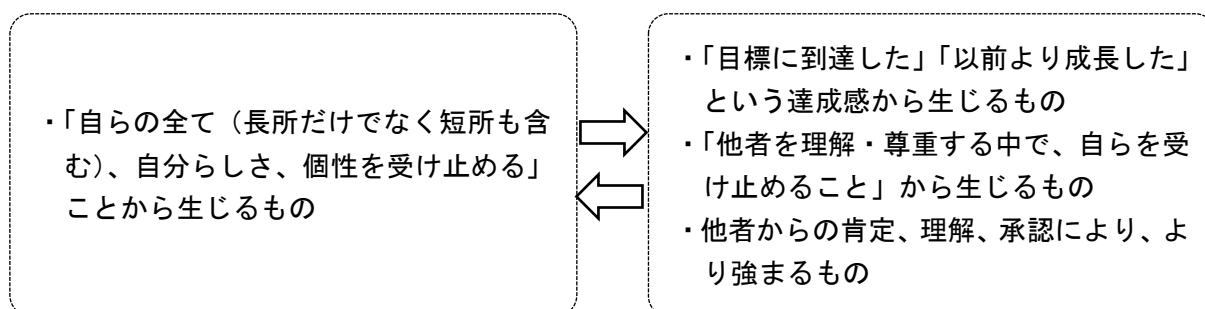 ・「自らの全て（長所だけでなく短所も含
む）、自分らしさ、個性を受け止める」
ことから生じるもの
・「目標に到達した」「以前より成長した」
という達成感から生じるもの
・「他者を理解・尊重する中で、自らを受
け止めること」から生じるもの
・他者からの肯定、理解、承認により、よ
り強まるもの